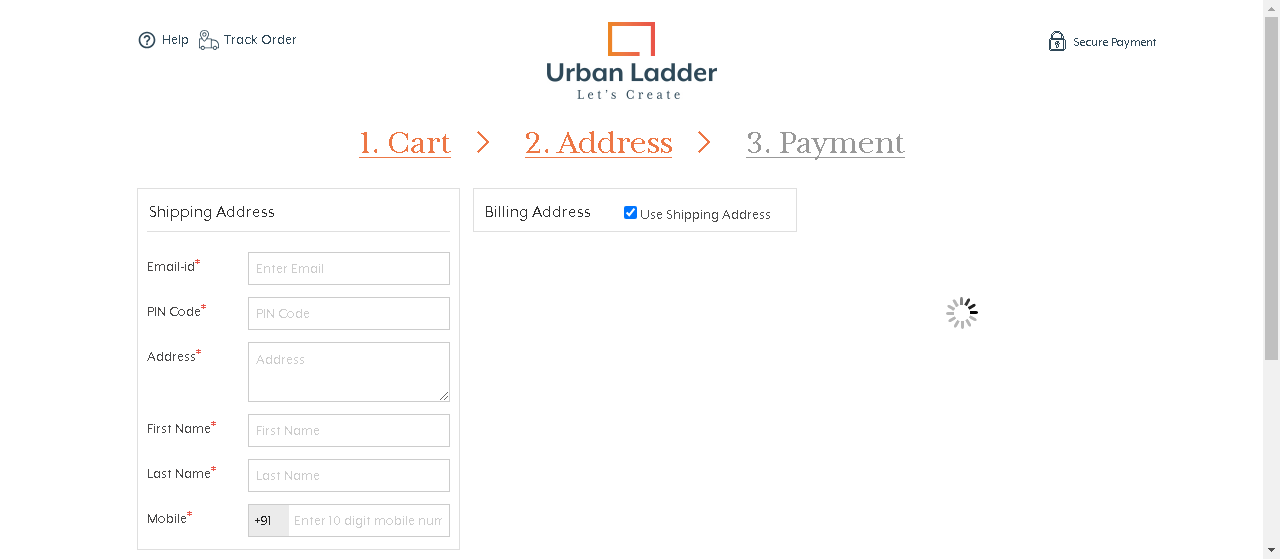 Help Track Order
Urban Ladder
Let's Create
Secure Payment
1. Cart 2. Address 3. Payment
Shipping Address
Email-id*
Enter Email
PIN Code*
PIN Code
Address*
Address
First Name*
First Name
Last Name*
Last Name
Mobile*
+91 Enter 10 digit mobile num
Billing Address
Use Shipping Address